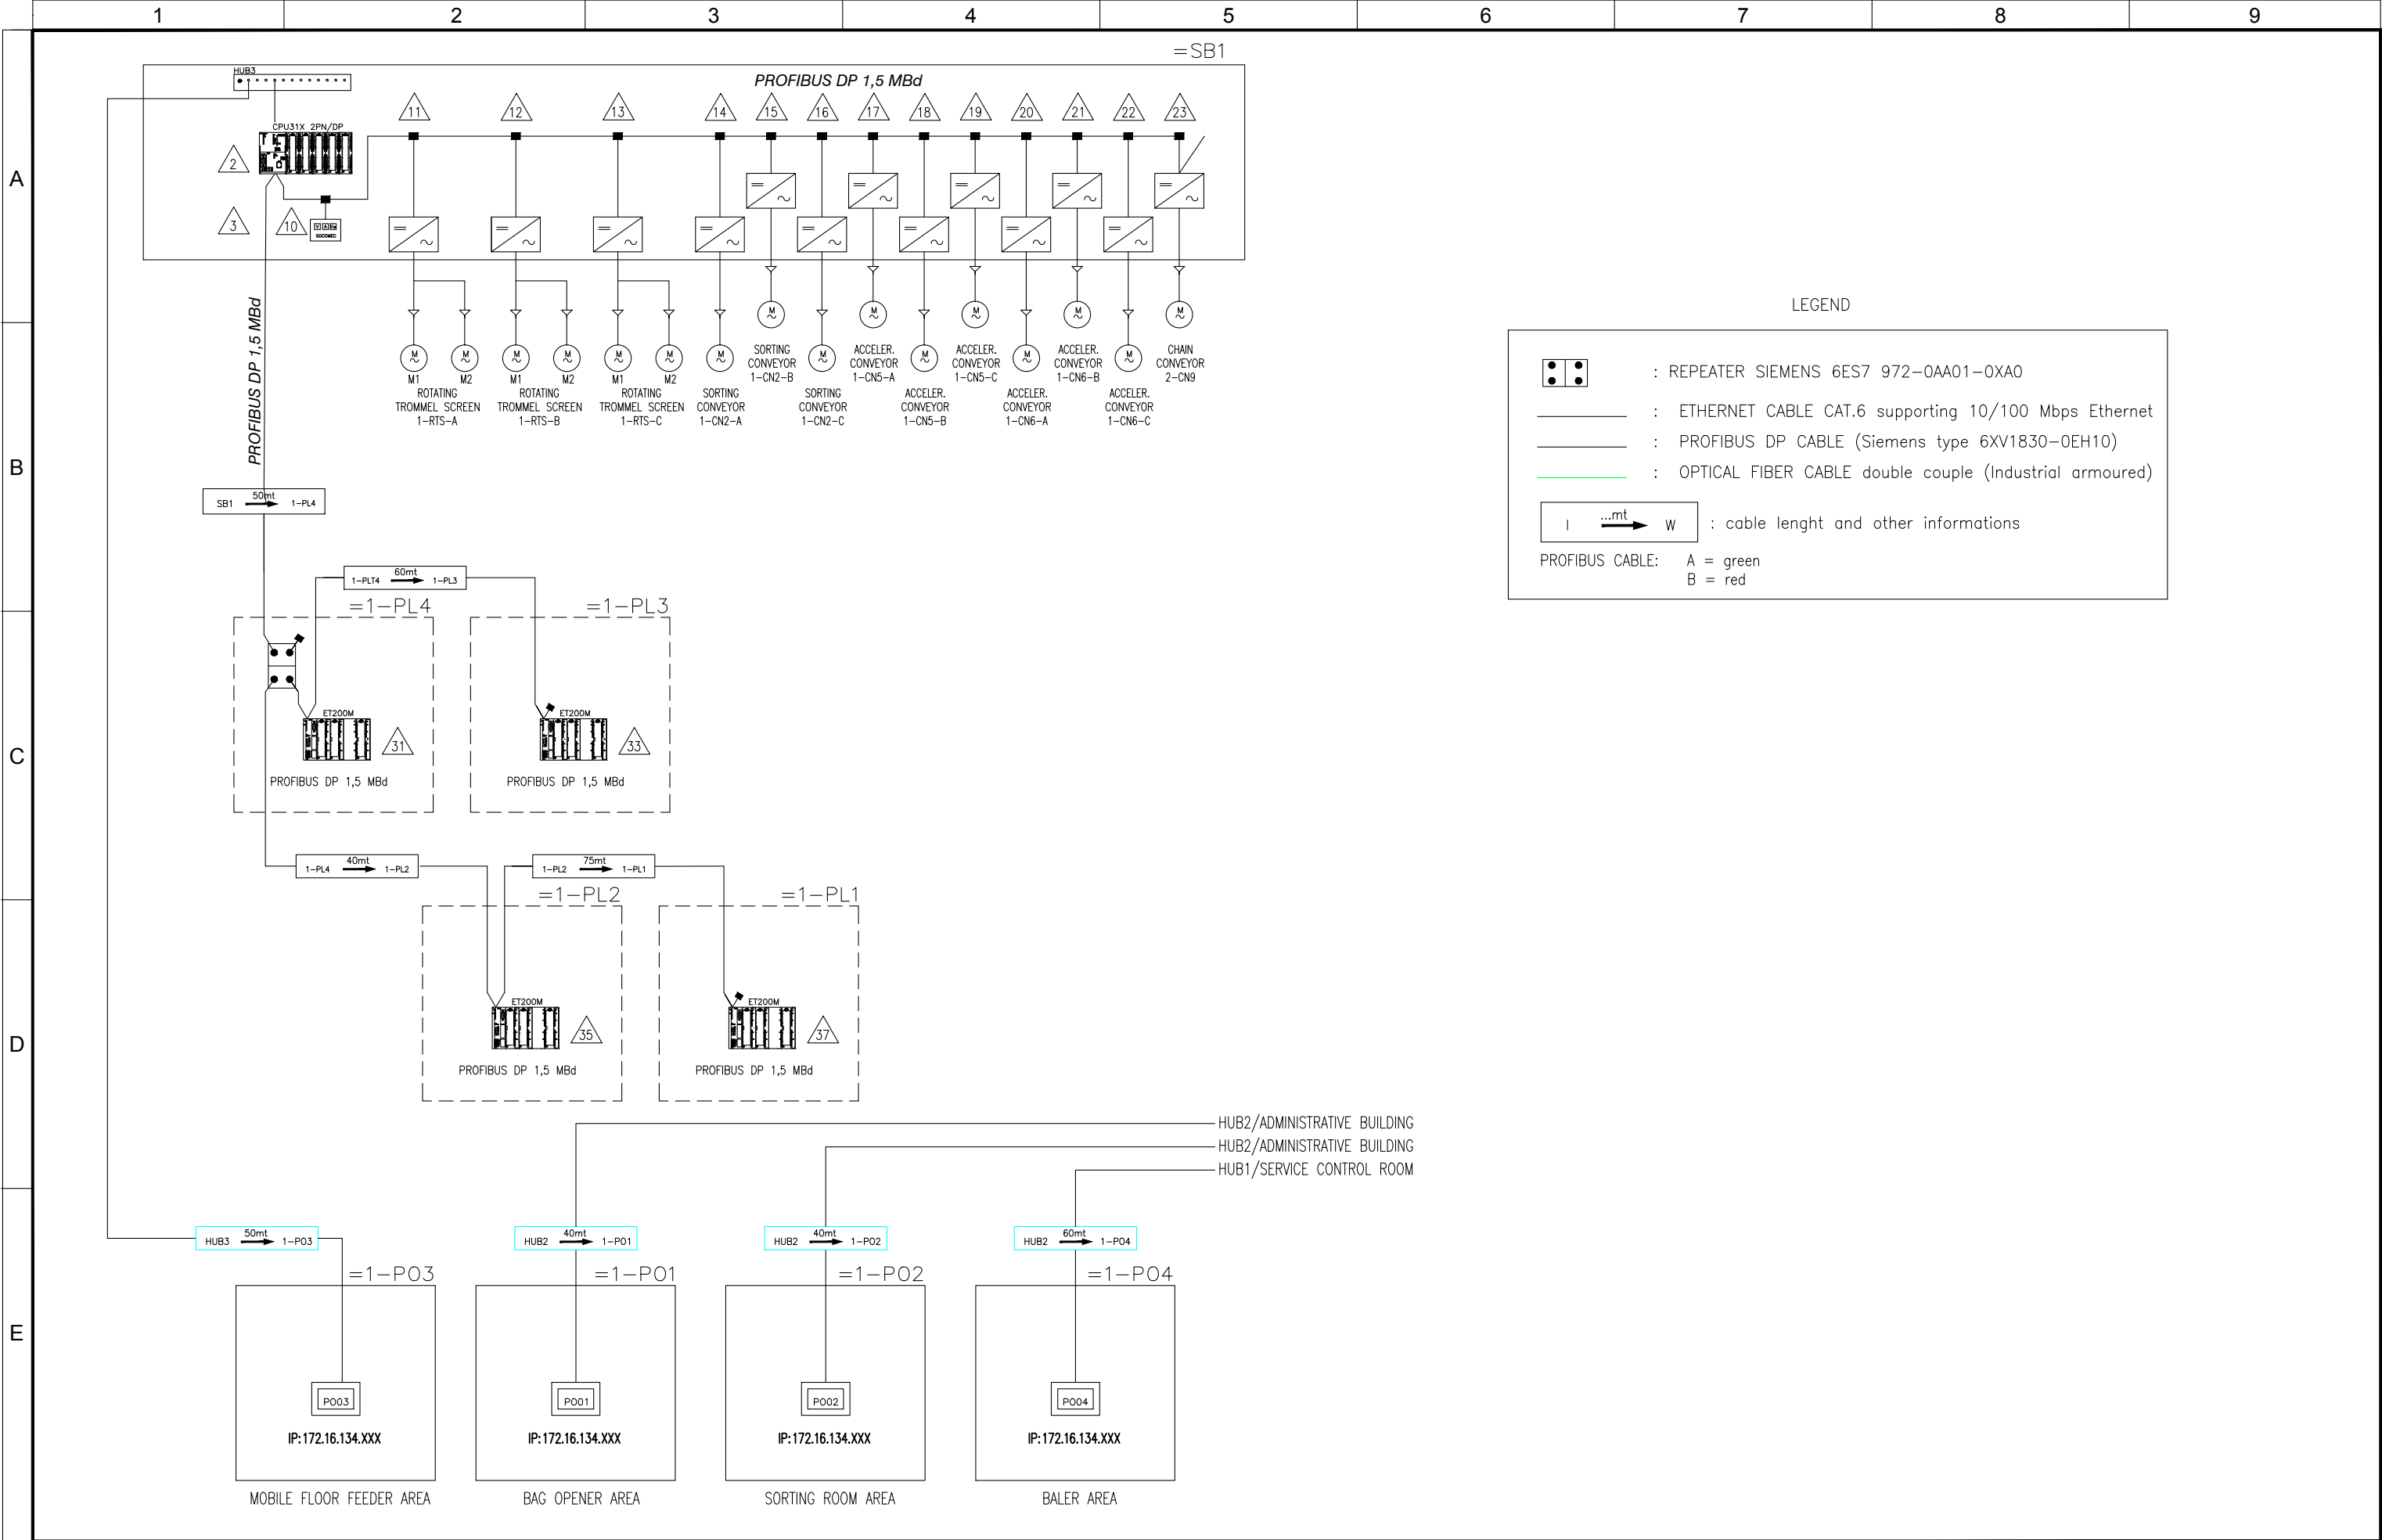 1 2 3 4 5 6 7 8 9
A
B
C
D
E
=SB1
HUB3
PROFIBUS DP 1,5 MBd
11 12 13 14 15 16 17 18 19 20 21 22 23
CPU31X 2PN/DP
2
3
10
SOCOMEC
PROFIBUS DP 1,5 MBd
M
~
M1
M
~
M2
ROTATING
TROMMEL SCREEN
1-RTS-A
M
~
M1
M
~
M2
ROTATING
TROMMEL SCREEN
1-RTS-B
M
~
M1
M
~
M2
ROTATING
TROMMEL SCREEN
1-RTS-C
M
~
SORTING
CONVEYOR
1-CN2-A
M
~
SORTING
CONVEYOR
1-CN2-B
M
~
SORTING
CONVEYOR
1-CN2-C
M
~
ACCELER.
CONVEYOR
1-CN5-A
M
~
ACCELER.
CONVEYOR
1-CN5-B
M
~
ACCELER.
CONVEYOR
1-CN5-C
M
~
ACCELER.
CONVEYOR
1-CN6-A
M
~
ACCELER.
CONVEYOR
1-CN6-B
M
~
ACCELER.
CONVEYOR
1-CN6-C
M
~
CHAIN
CONVEYOR
2-CN9
LEGEND
: REPEATER SIEMENS 6ES7 972-0AA01-0XA0
: ETHERNET CABLE CAT.6 supporting 10/100 Mbps Ethernet
: PROFIBUS DP CABLE (Siemens type 6XV1830-0EH10)
: OPTICAL FIBER CABLE double couple (Industrial armoured)
I ...mt W : cable lenght and other informations
PROFIBUS CABLE: A = green
B = red
SB1 50mt 1-PL4
1-PLT4 60mt 1-PL3
=1-PL4
ET200M
31
PROFIBUS DP 1,5 MBd
=1-PL3
ET200M
33
PROFIBUS DP 1,5 MBd
1-PL4 40mt 1-PL2
1-PL2 75mt 1-PL1
=1-PL2
ET200M
35
PROFIBUS DP 1,5 MBd
=1-PL1
ET200M
37
PROFIBUS DP 1,5 MBd
HUB2/ADMINISTRATIVE BUILDING
HUB2/ADMINISTRATIVE BUILDING
HUB1/SERVICE CONTROL ROOM
HUB3 50mt 1-PO3
=1-PO3
PO03
IP:172.16.134.XXX
MOBILE FLOOR FEEDER AREA
HUB2 40mt 1-PO1
=1-PO1
PO01
IP:172.16.134.XXX
BAG OPENER AREA
HUB2 40mt 1-PO2
=1-PO2
PO02
IP:172.16.134.XXX
SORTING ROOM AREA
HUB2 60mt 1-PO4
=1-PO4
PO04
IP:172.16.134.XXX
BALER AREA